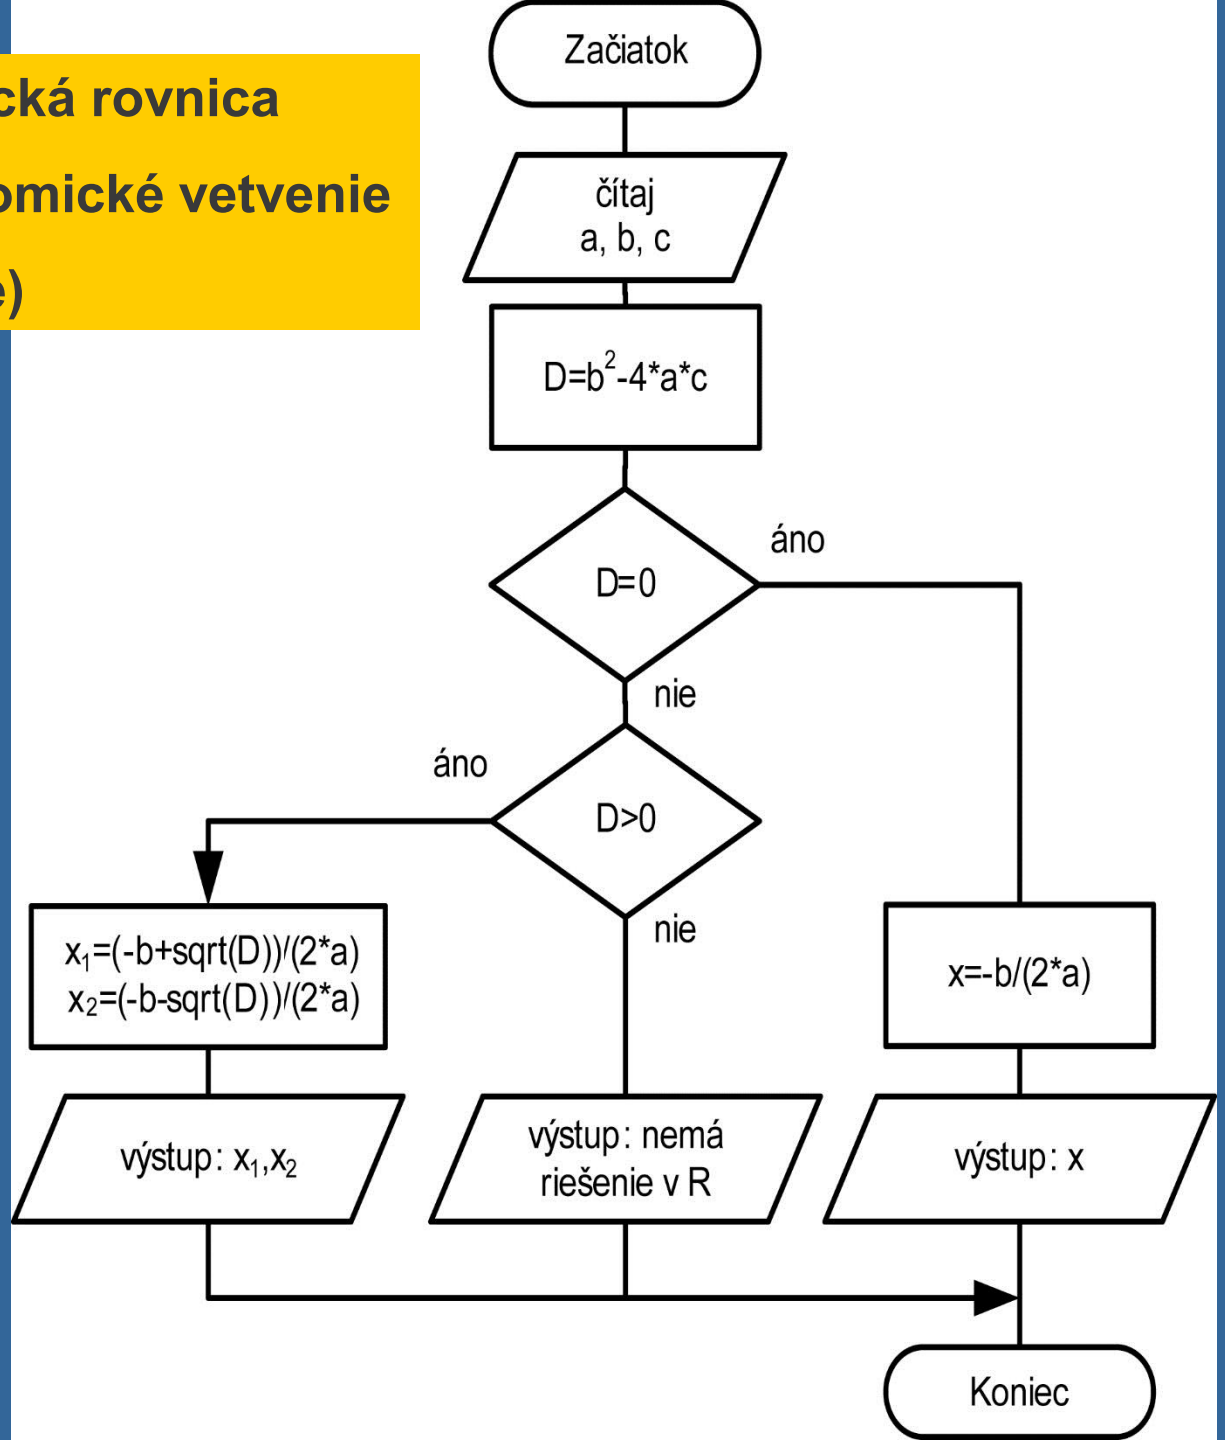 cká rovnica
omické vetvenie
e)
Začiatok
čítaj
a, b, c
D=b²-4*a*c
D=0
áno
nie
D>0
áno
nie
x₁=(-b+sqrt(D))/(2*a)
x₂=(-b-sqrt(D))/(2*a)
x=-b/(2*a)
výstup: x₁,x₂
výstup: nemá
riešenie v R
výstup: x
Koniec